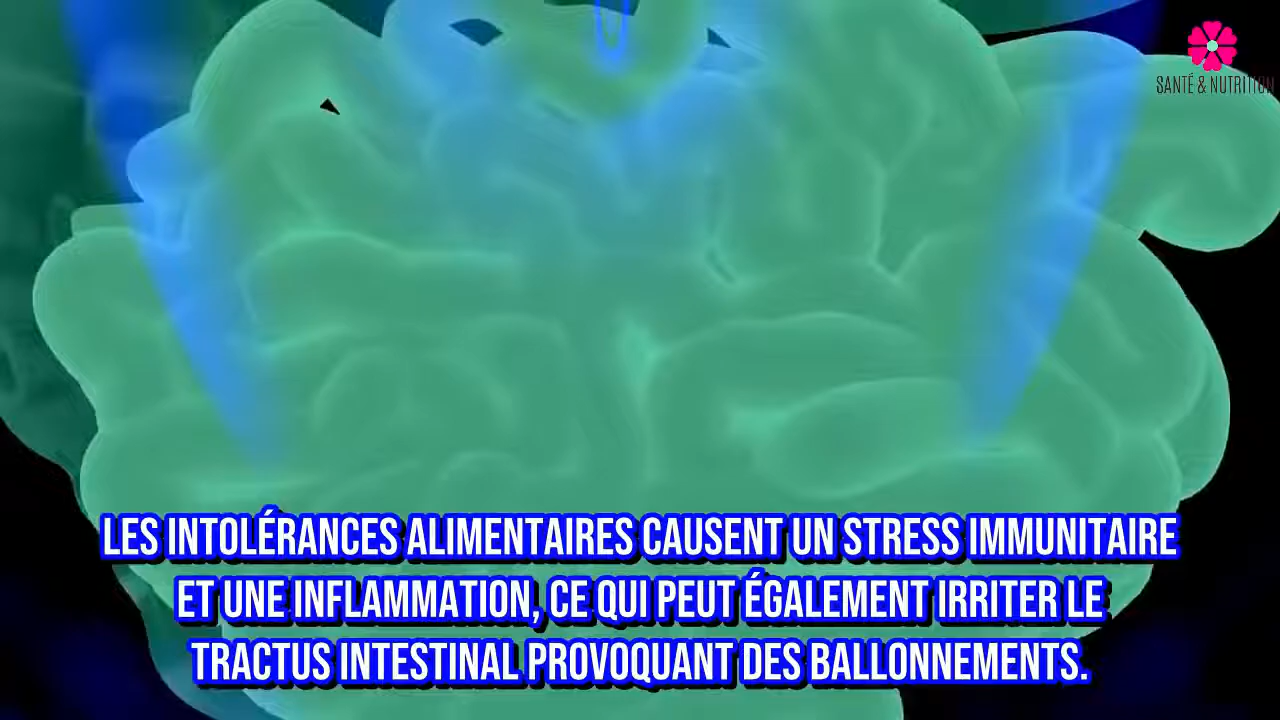 SANTÉ & NUTRITION
LES INTOLÉRANCES ALIMENTAIRES CAUSENT UN STRESS IMMUNITAIRE
ET UNE INFLAMMATION, CE QUI PEUT ÉGALEMENT IRRITER LE
TRACTUS INTESTINAL PROVOQUANT DES BALLONNEMENTS.